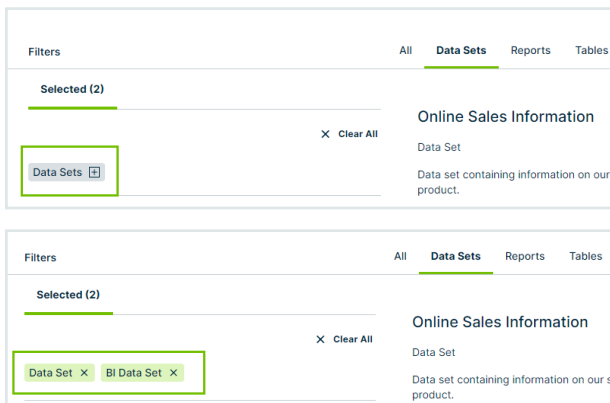 Filters
All Data Sets Reports Tables
Selected (2)
Clear All
Online Sales Information
Data Set
Data Sets
Data set containing information on our
product.
Filters
All Data Sets Reports Tables
Selected (2)
Clear All
Online Sales Information
Data Set
Data Set BI Data Set
Data set containing information on our s
product.